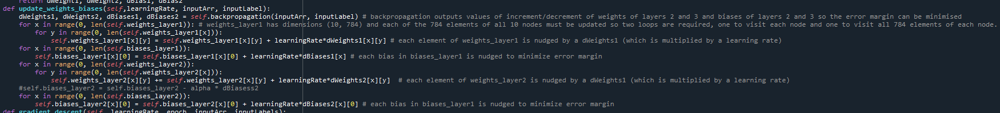 return dWeight1, dWeight2, dBias1, dBias2
def update_weights_biases(self,learningRate, inputArr, inputLabel):
    dWeights1, dWeights2, dBiases1, dBiases2 = self.backpropagation(inputArr, inputLabel) # backpropagation outputs values of increment/decrement of weights of layers 2 and 3 and biases of layers 2 and 3 so the error margin can be minimised
    for x in range(0, len(self.weights_layer1)): # weights_layer1 has dimensions (10, 784) and each of the 784 elements of all 10 nodes must be updated so two loops are required, one to visit each node and one to visit all 784 elements of each node.
        for y in range(0, len(self.weights_layer1[x])):
            self.weights_layer1[x][y] = self.weights_layer1[x][y] + learningRate*dWeights1[x][y] # each element of weights_layer1 is nudged by a dWeights1 (which is multiplied by a learning rate)
    for x in range(0, len(self.biases_layer1)):
        self.biases_layer1[x][0] = self.biases_layer1[x][0] + learningRate*dBiases1[x] # each bias in biases_layer1 is nudged to minimize error margin
    for x in range(0, len(self.weights_layer2)):
        for y in range(0, len(self.weights_layer2[x])):
            self.weights_layer2[x][y] += self.weights_layer2[x][y] + learningRate*dWeights2[x][y]  # each element of weights_layer2 is nudged by a dWeights1 (which is multiplied by a learning rate)
    #self.biases_layer2 = self.biases_layer2 - alpha * dBiasess2
    for x in range(0, len(self.biases_layer2)):
        self.biases_layer2[x][0] = self.biases_layer2[x][0] + learningRate*dBiases2[x][0] # each bias in biases_layer1 is nudged to minimize error margin
def gradient_descent(self, learningRate, epoch, inputArr, inputLabels):